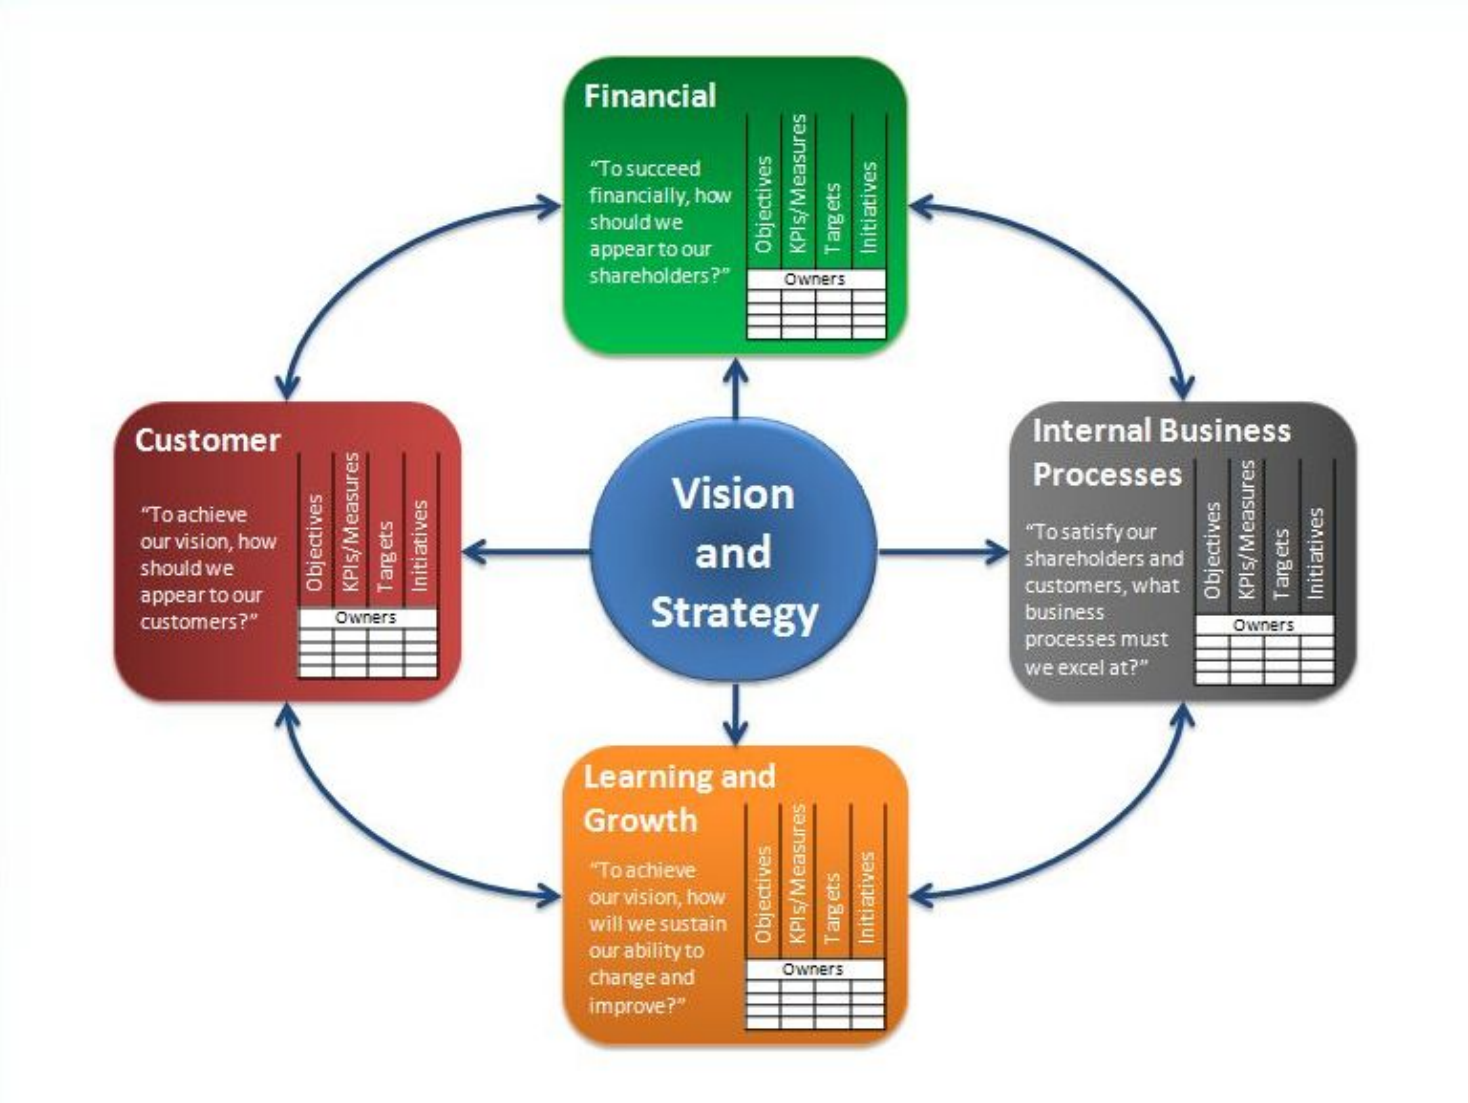 Financial
“To succeed
financially, how
should we
appear to our
shareholders?”
Objectives
KPIs/Measures
Targets
Initiatives
Owners
Customer
“To achieve
our vision, how
should we
appear to our
customers?”
Objectives
KPIs/Measures
Targets
Initiatives
Owners
Vision
and
Strategy
Internal Business
Processes
“To satisfy our
shareholders and
customers, what
business
processes must
we excel at?”
Objectives
KPIs/Measures
Targets
Initiatives
Owners
Learning and
Growth
“To achieve
our vision, how
will we sustain
our ability to
change and
improve?”
Objectives
KPIs/Measures
Targets
Initiatives
Owners